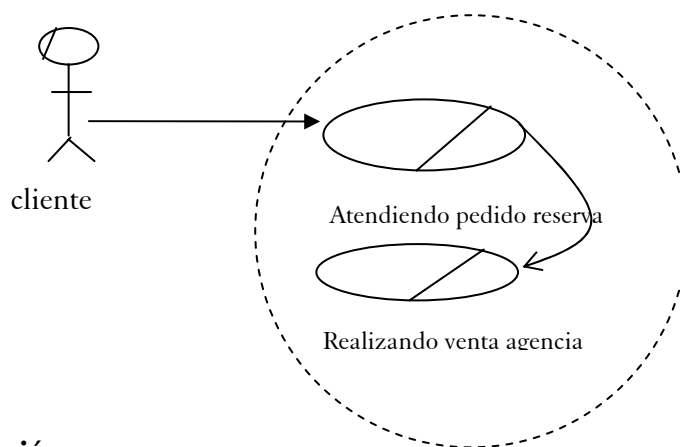 cliente
Atendiendo pedido reserva
Realizando venta agencia